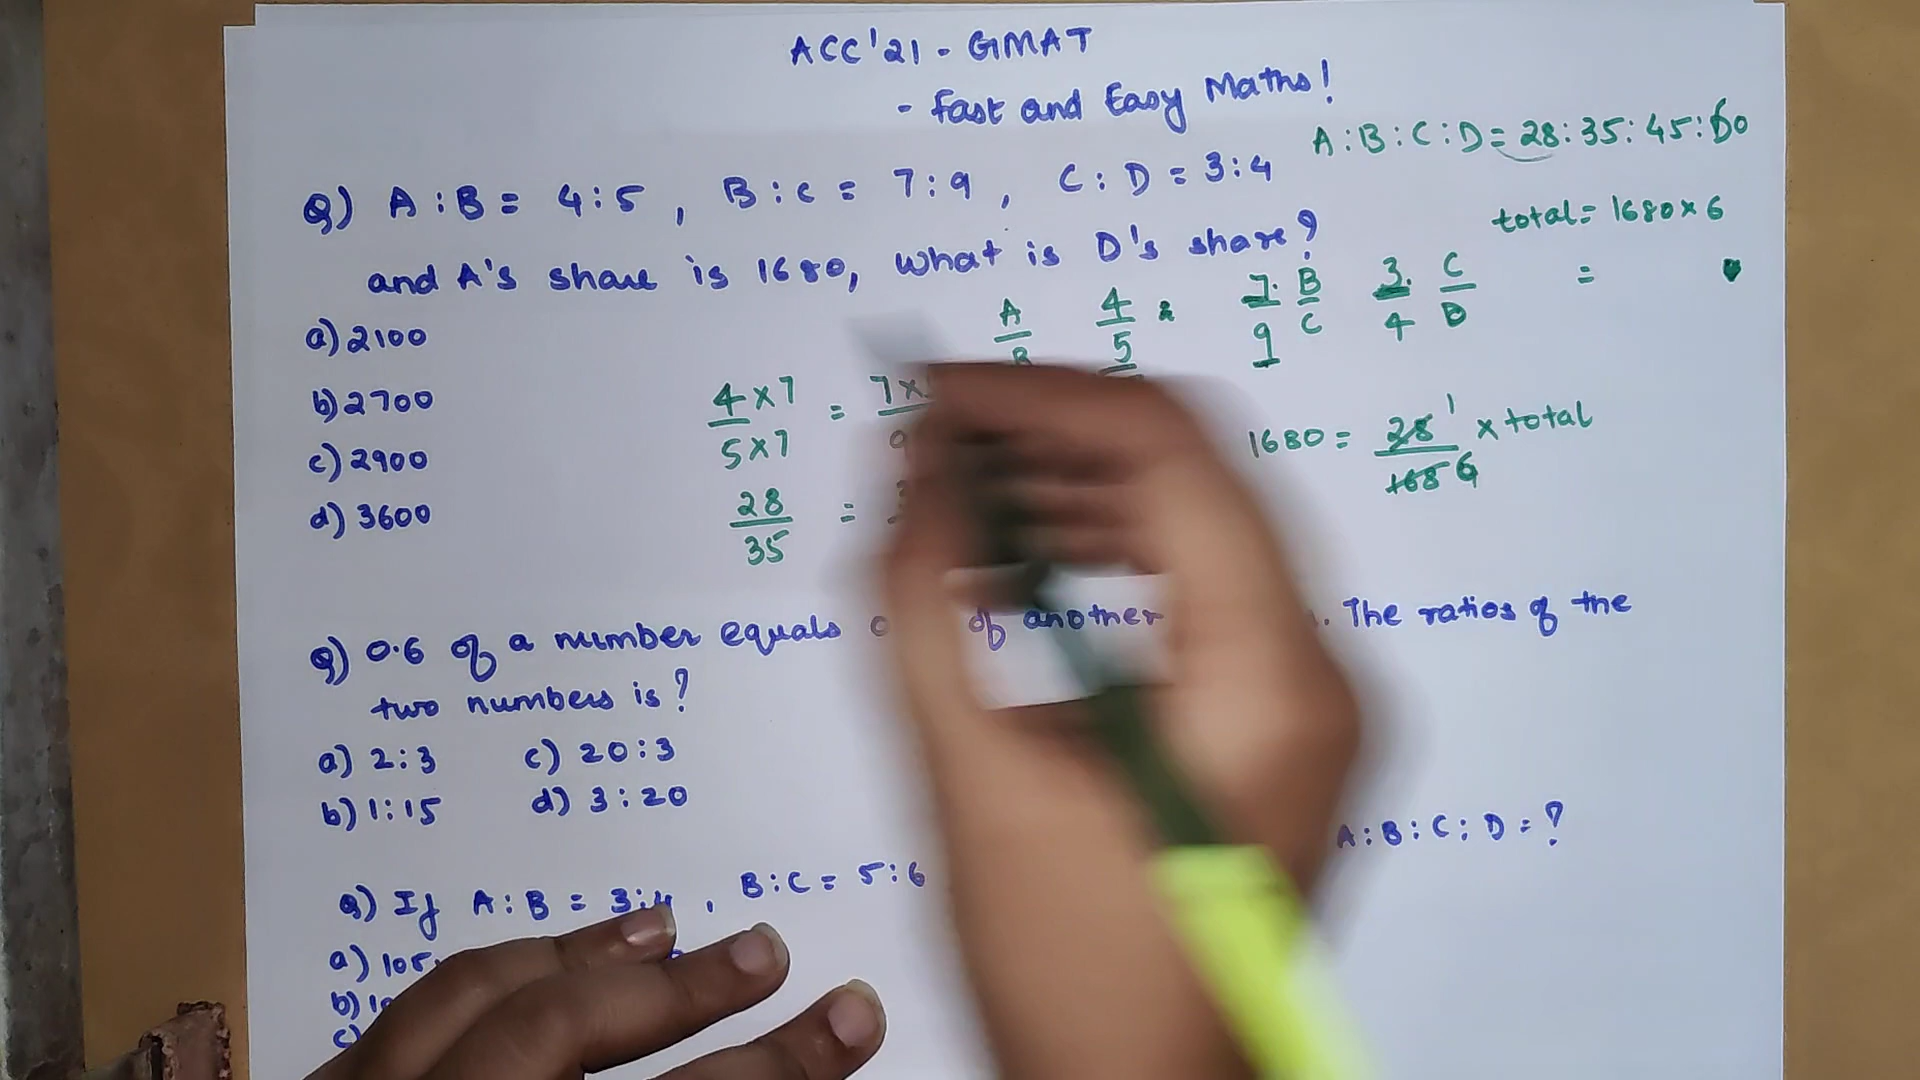 ACC'21 - GMAT
- Fast and Easy Maths!
A:B:C:D = 28:35:45:60
Q) A:B = 4:5, B:C = 7:9, C:D = 3:4
and A's share is 1680, what is D's share?
total = 1680×6
=
a) 2100
b) 2700
c) 2900
d) 3600
A/B 4/5 7/9 B/C 3/4 C/D
4×7/5×7 = 7×
28/35 =
1680 = 28 1/168 6 × total
Q) 0.6 of a number equals of another . The ratios of the
two numbers is?
a) 2:3 c) 20:3
b) 1:15 d) 3:20
Q) If A:B = 3:4, B:C = 5:6 A:B:C:D = ?
a) 105
b)
c)